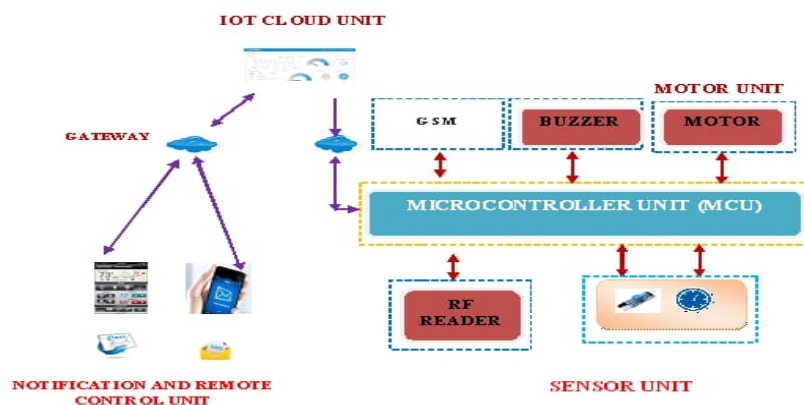 IOT CLOUD UNIT
MOTOR UNIT
GATEWAY
GSM
BUZZER
MOTOR
MICROCONTROLLER UNIT (MCU)
RF
READER
NOTIFICATION AND REMOTE
CONTROL UNIT
SENSOR UNIT